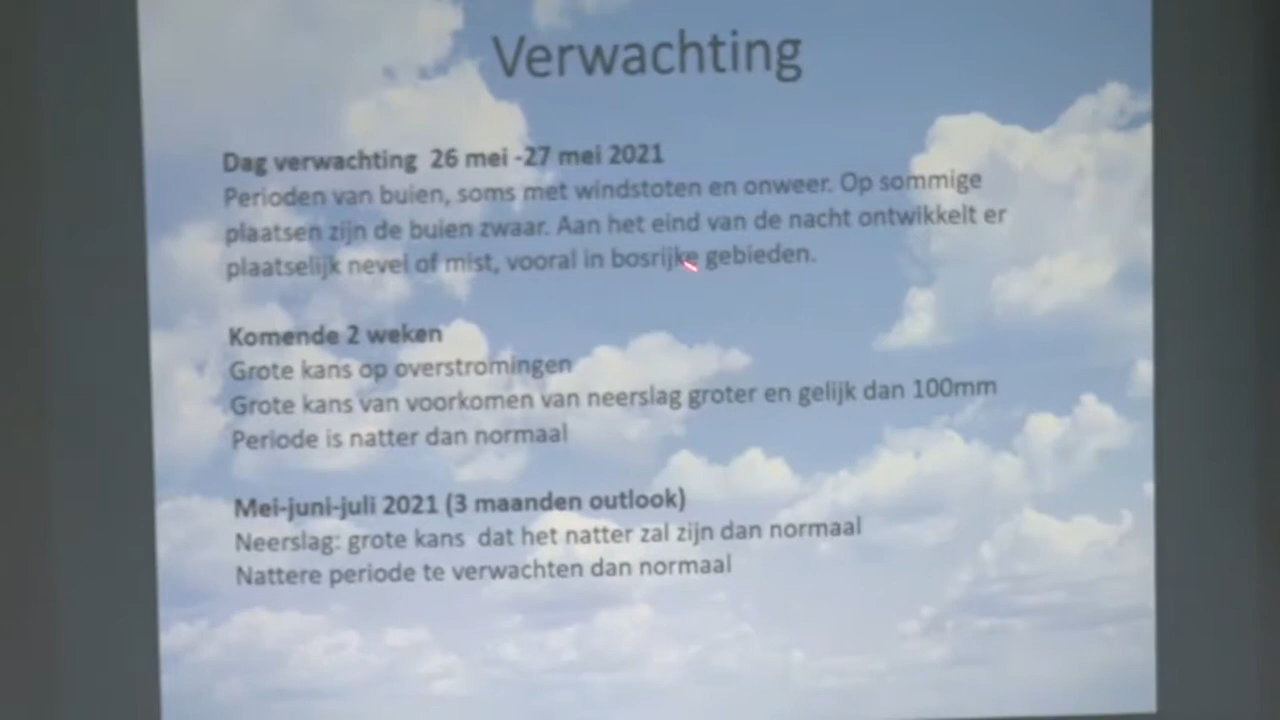 Verwachting
Dag verwachting 26 mei -27 mei 2021
Perioden van buien, soms met windstoten en onweer. Op sommige
plaatsen zijn de buien zwaar. Aan het eind van de nacht ontwikkelt er
plaatselijk nevel of mist, vooral in bosrijke gebieden.
Komende 2 weken
Grote kans op overstromingen
Grote kans van voorkomen van neerslag groter en gelijk dan 100mm
Periode is natter dan normaal
Mei-juni-juli 2021 (3 maanden outlook)
Neerslag: grote kans dat het natter zal zijn dan normaal
Nattere periode te verwachten dan normaal